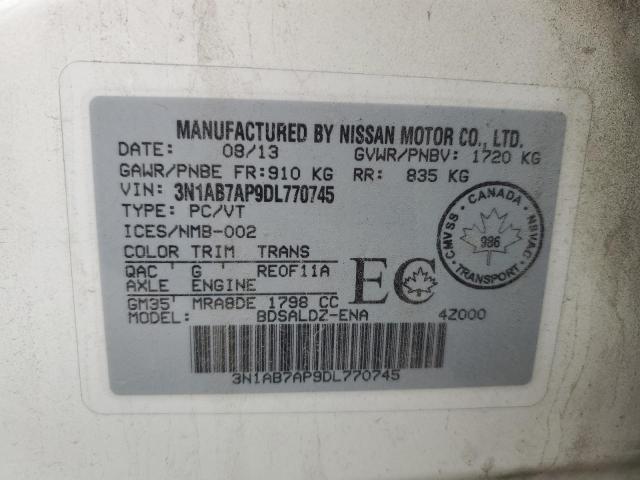 MANUFACTURED BY NISSAN MOTOR CO., LTD.
DATE: 08/13 GVWR/PNBV: 1720 KG
GAWR/PNBE FR: 910 KG RR: 835 KG
VIN: 3N1AB7AP9DL770745
TYPE: PC/VT
ICES/NMB-002
COLOR TRIM TRANS
QAC G RE0F11A
AXLE ENGINE
GM35 MRA8DE 1798 CC
MODEL: BDSALDZ-ENA 4Z000
EC
CANADA
CMVSS NSVAC
986
TRANSPORT
3N1AB7AP9DL770745